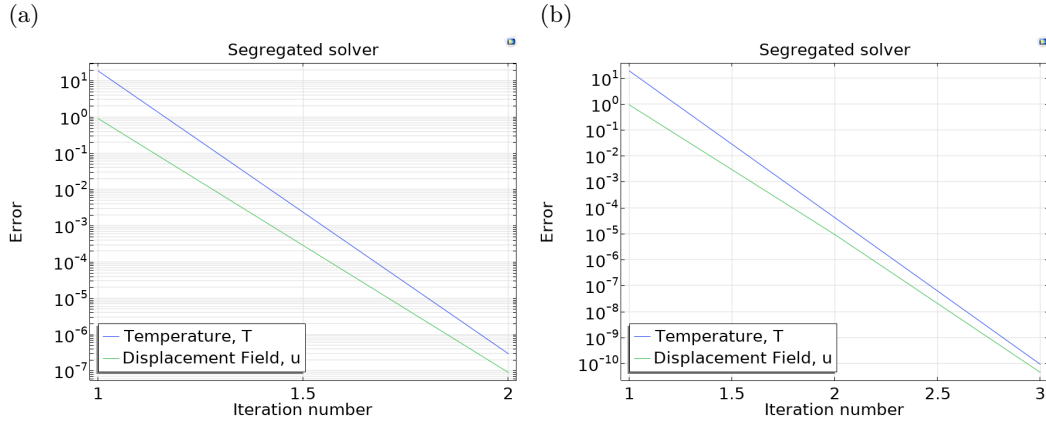 (a)
Segregated solver
Error
10^1
10^0
10^-1
10^-2
10^-3
10^-4
10^-5
10^-6
10^-7
Temperature, T
Displacement Field, u
1 1.5 2
Iteration number
(b)
Segregated solver
Error
10^1
10^0
10^-1
10^-2
10^-3
10^-4
10^-5
10^-6
10^-7
10^-8
10^-9
10^-10
Temperature, T
Displacement Field, u
1 1.5 2 2.5 3
Iteration number